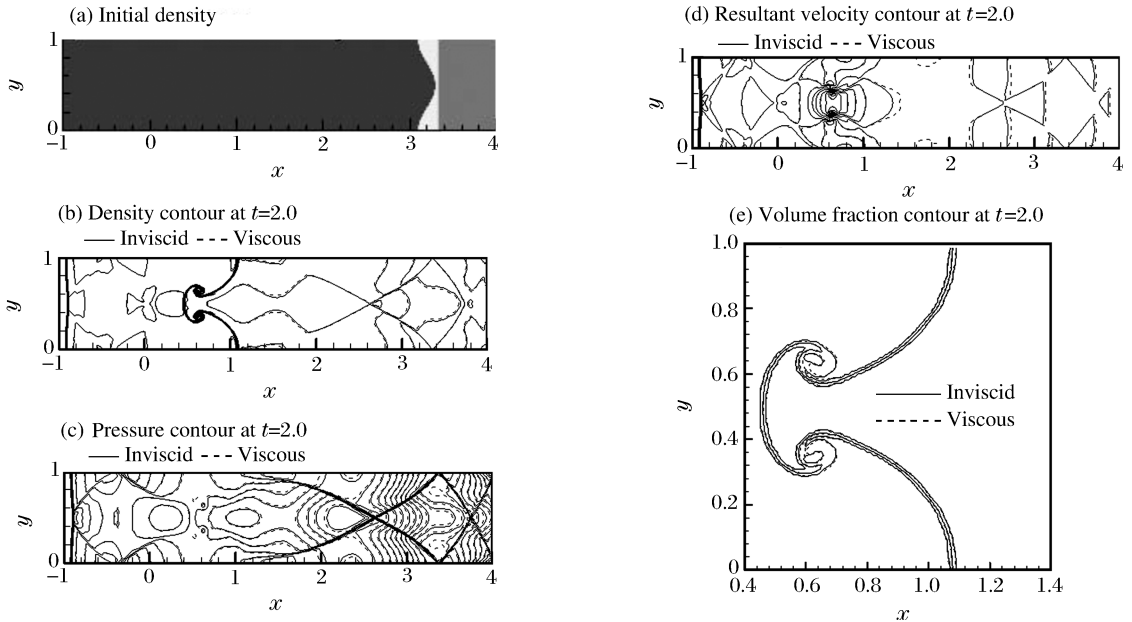 (a) Initial density
1
y
0
−1 0 1 2 3 4
x
(b) Density contour at t=2.0
Inviscid Viscous
1
y
0
−1 0 1 2 3 4
x
(c) Pressure contour at t=2.0
Inviscid Viscous
1
y
0
−1 0 1 2 3 4
x
(d) Resultant velocity contour at t=2.0
Inviscid Viscous
1
y
0
−1 0 1 2 3 4
x
(e) Volume fraction contour at t=2.0
1.0
0.8
0.6
y
0.4
0.2
0
Inviscid
Viscous
0.4 0.6 0.8 1.0 1.2 1.4
x